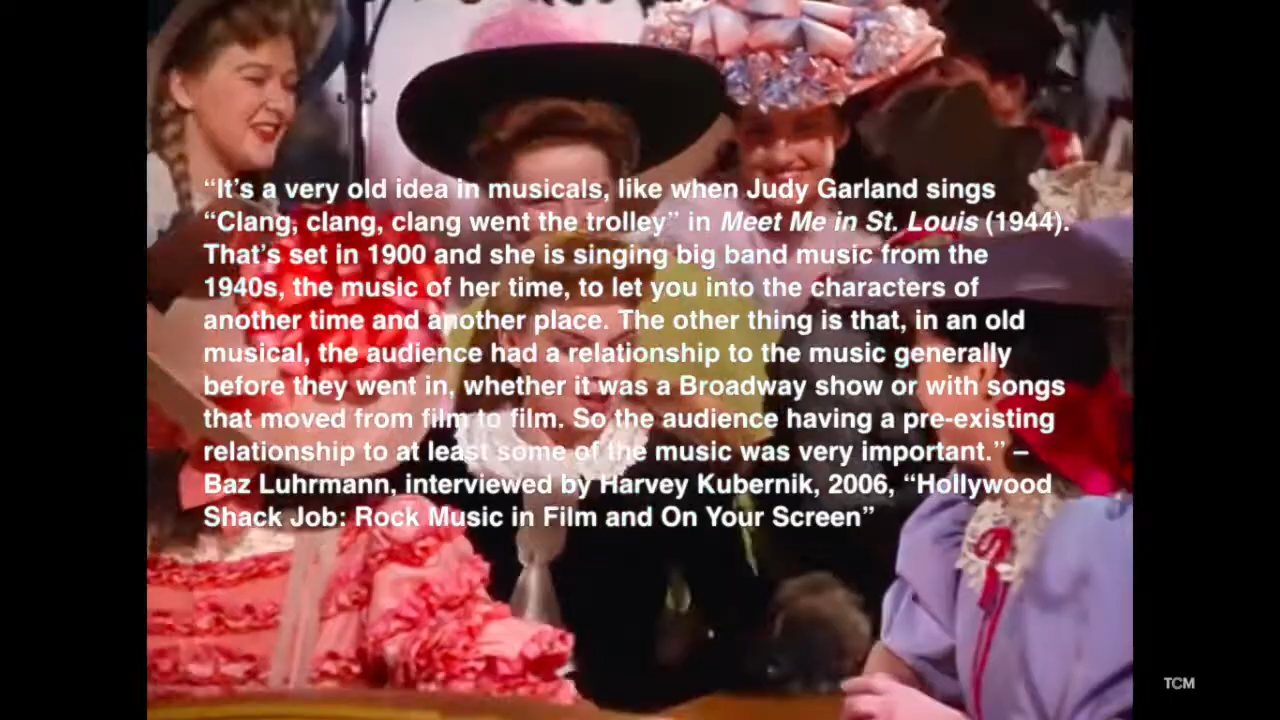 “It’s a very old idea in musicals, like when Judy Garland sings
“Clang, clang, clang went the trolley” in Meet Me in St. Louis (1944).
That’s set in 1900 and she is singing big band music from the
1940s, the music of her time, to let you into the characters of
another time and another place. The other thing is that, in an old
musical, the audience had a relationship to the music generally
before they went in, whether it was a Broadway show or with songs
that moved from film to film. So the audience having a pre-existing
relationship to at least some of the music was very important.” –
Baz Luhrmann, interviewed by Harvey Kubernik, 2006, “Hollywood
Shack Job: Rock Music in Film and On Your Screen”
TCM